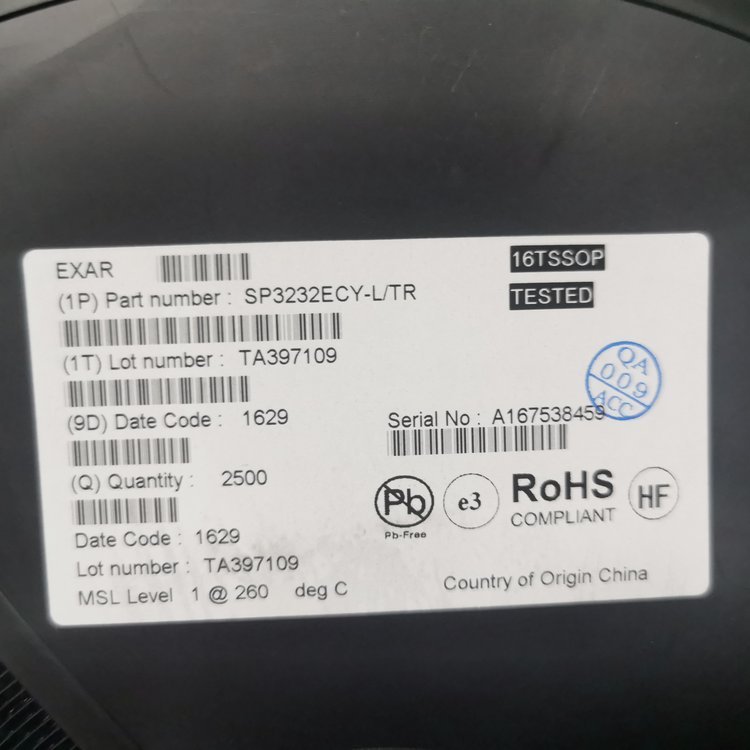 EXAR
16TSSOP
(1P) Part number : SP3232ECY-L/TR
TESTED
(1T) Lot number : TA397109
QA
009
ACC
(9D) Date Code : 1629
Serial No : A167538459
(Q) Quantity : 2500
Pb
e3
RoHS
COMPLIANT
HF
Pb-Free
Date Code : 1629
Lot number : TA397109
MSL Level 1 @ 260 deg C
Country of Origin China